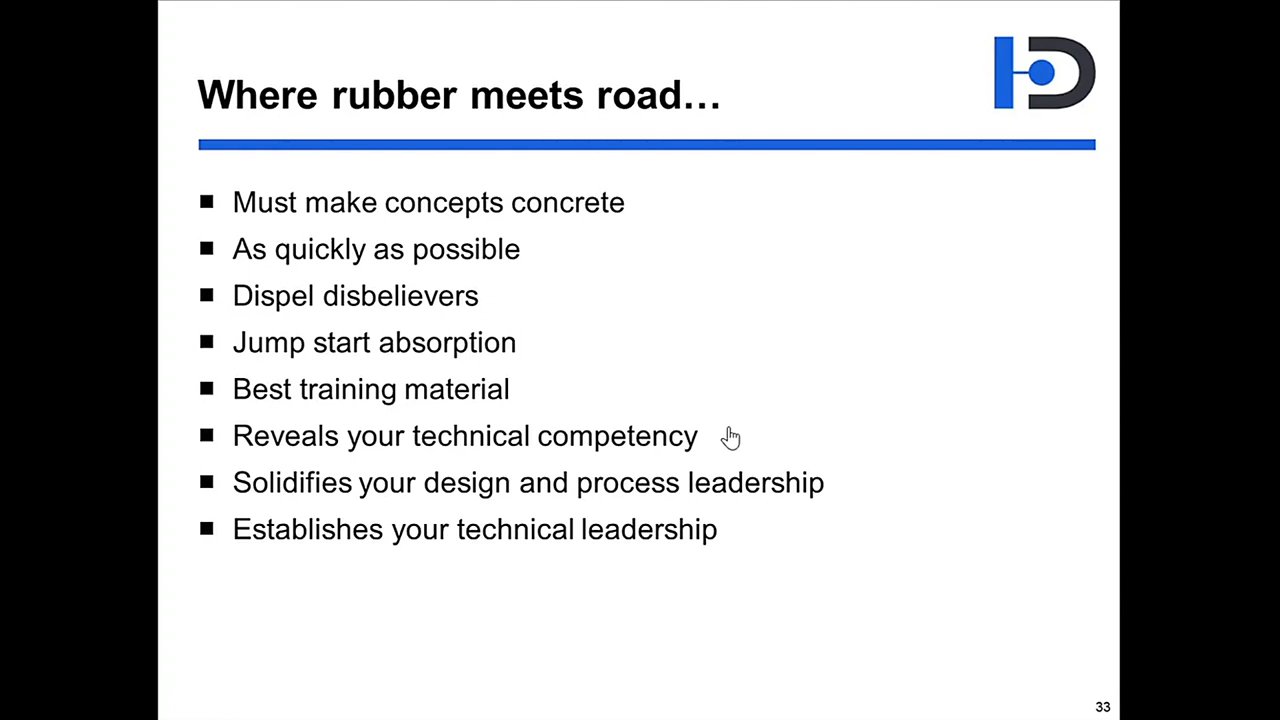 Where rubber meets road…
Must make concepts concrete
As quickly as possible
Dispel disbelievers
Jump start absorption
Best training material
Reveals your technical competency
Solidifies your design and process leadership
Establishes your technical leadership
33